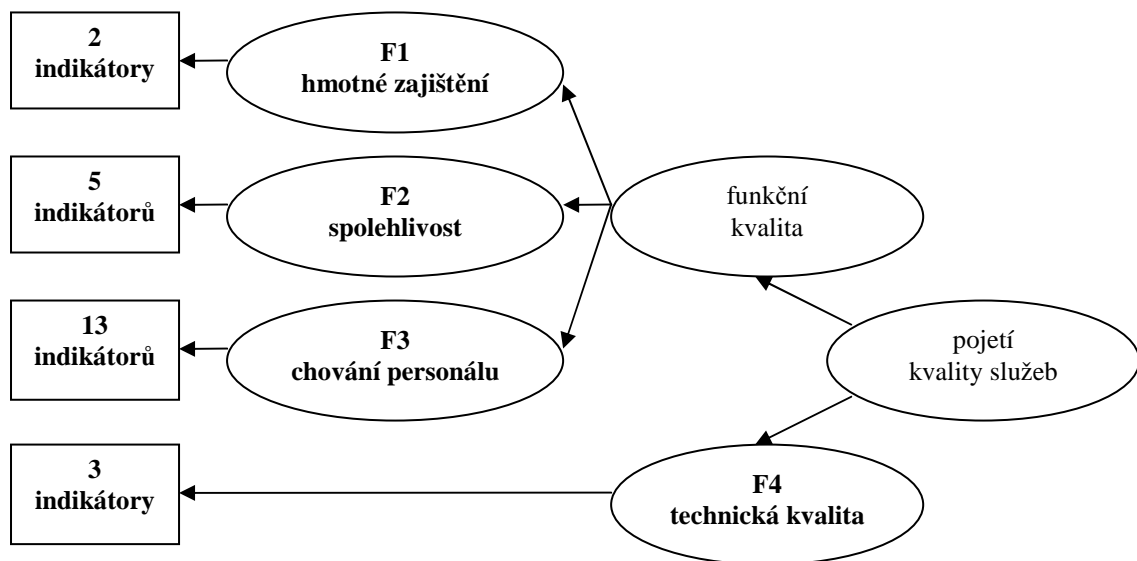 2
indikátory
F1
hmotné zajištění
5
indikátorů
F2
spolehlivost
funkční
kvalita
13
indikátorů
F3
chování personálu
pojetí
kvality služeb
3
indikátory
F4
technická kvalita